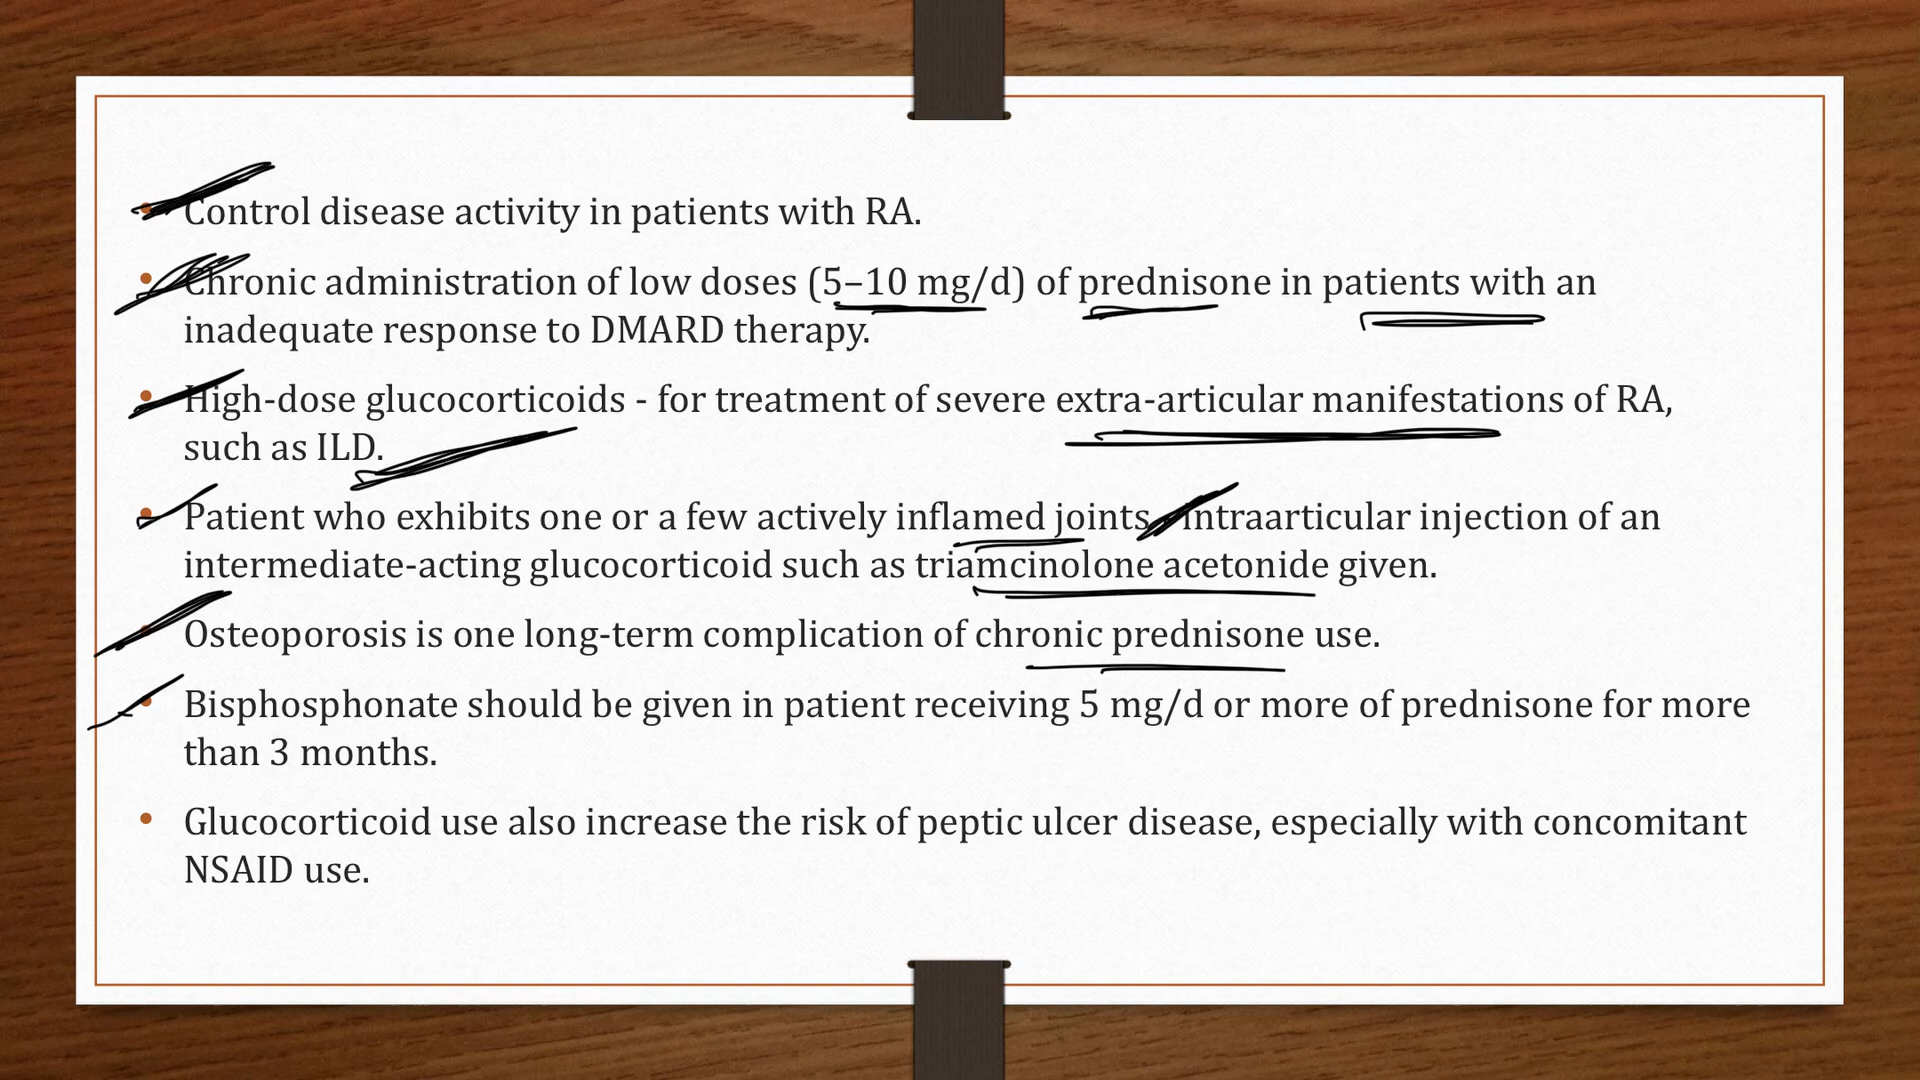 • Control disease activity in patients with RA.
• Chronic administration of low doses (5–10 mg/d) of prednisone in patients with an
inadequate response to DMARD therapy.
• High-dose glucocorticoids - for treatment of severe extra-articular manifestations of RA,
such as ILD.
• Patient who exhibits one or a few actively inflamed joints, intraarticular injection of an
intermediate-acting glucocorticoid such as triamcinolone acetonide given.
• Osteoporosis is one long-term complication of chronic prednisone use.
• Bisphosphonate should be given in patient receiving 5 mg/d or more of prednisone for more
than 3 months.
• Glucocorticoid use also increase the risk of peptic ulcer disease, especially with concomitant
NSAID use.